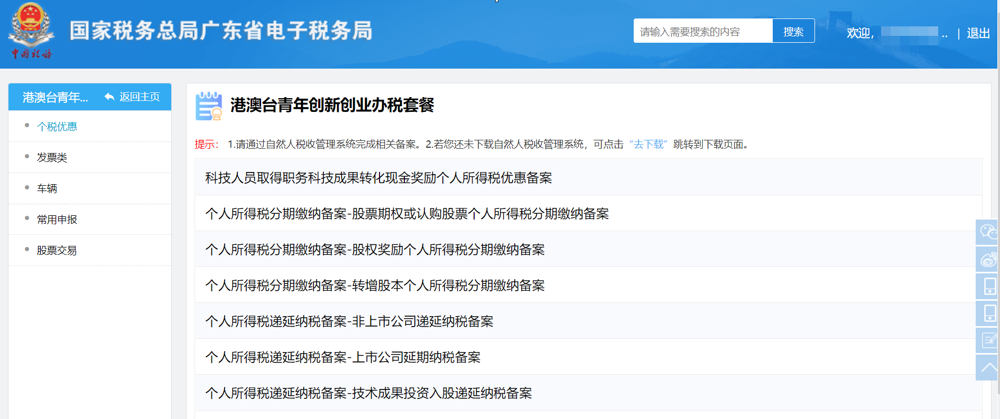 中国税务
国家税务总局广东省电子税务局
请输入需要搜索的内容
搜索
欢迎,
.. | 退出
港澳台青年...
返回主页
个税优惠
发票类
车辆
常用申报
股票交易
港澳台青年创新创业办税套餐
提示： 1.请通过自然人税收管理系统完成相关备案。2.若您还未下载自然人税收管理系统，可点击“去下载”跳转到下载页面。
科技人员取得职务科技成果转化现金奖励个人所得税优惠备案
个人所得税分期缴纳备案-股票期权或认购股票个人所得税分期缴纳备案
个人所得税分期缴纳备案-股权奖励个人所得税分期缴纳备案
个人所得税分期缴纳备案-转增股本个人所得税分期缴纳备案
个人所得税递延纳税备案-非上市公司递延纳税备案
个人所得税递延纳税备案-上市公司延期纳税备案
个人所得税递延纳税备案-技术成果投资入股递延纳税备案